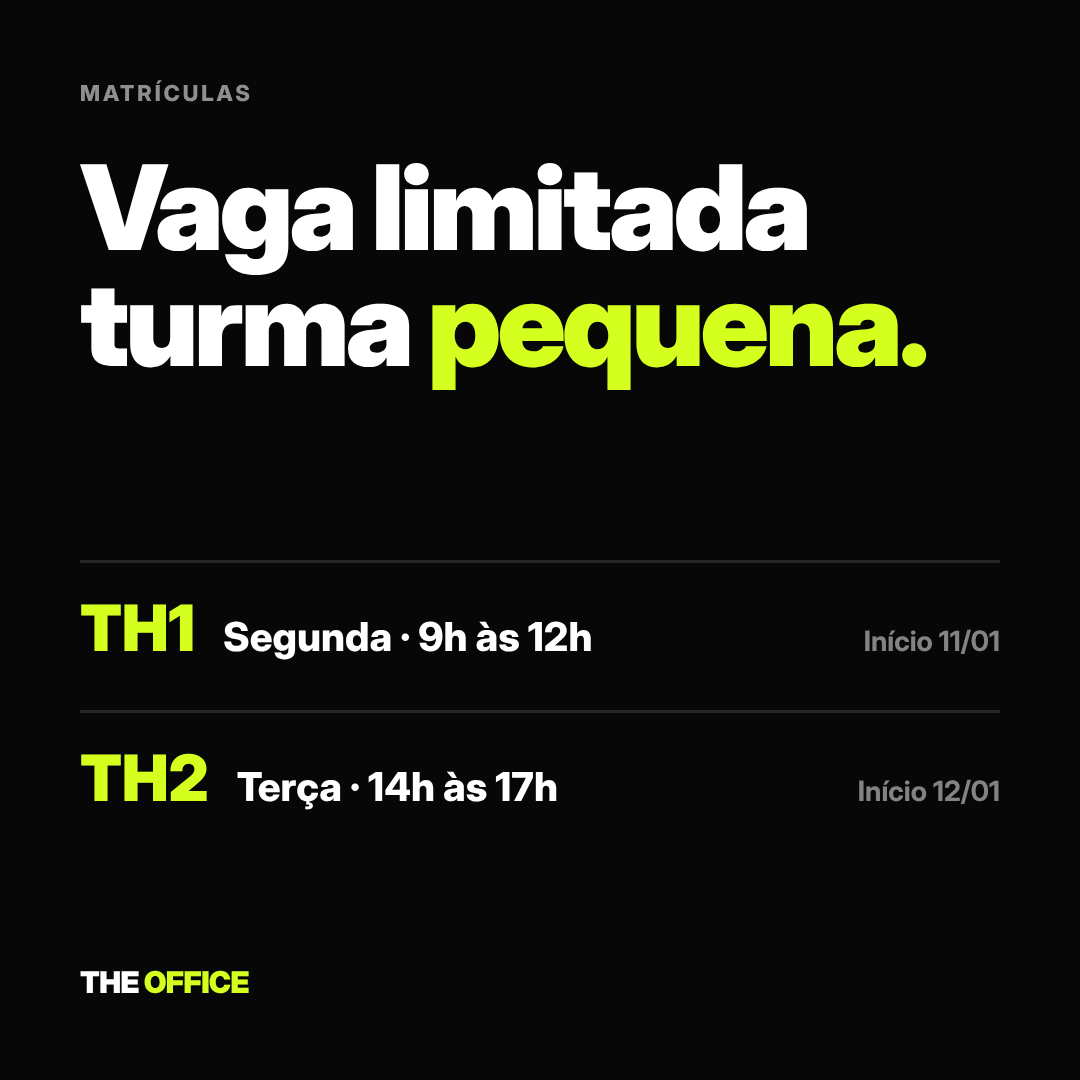 MATRÍCULAS
Vaga limitada
turma pequena.
TH1 Segunda · 9h às 12h Início 11/01
TH2 Terça · 14h às 17h Início 12/01
THE OFFICE